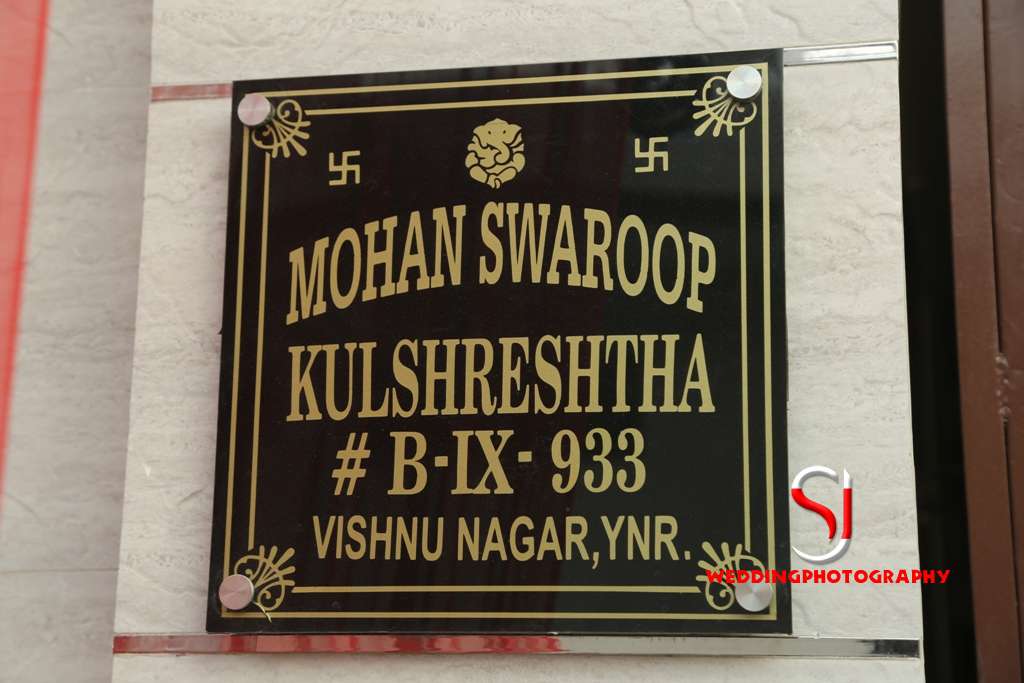 MOHAN SWAROOP
KULSHRESHTHA
# B-IX-933
VISHNU NAGAR,YNR.
SJ
WEDDINGPHOTOGRAPHY